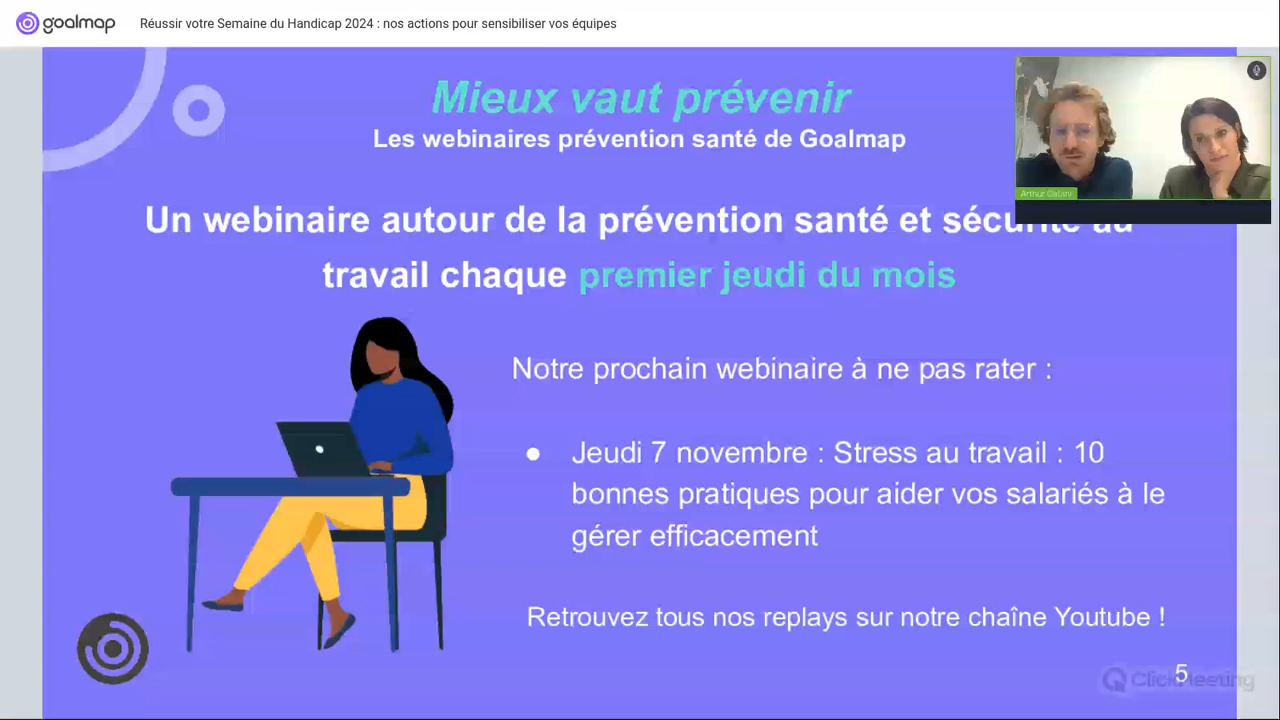 goalmap
Réussir votre Semaine du Handicap 2024 : nos actions pour sensibiliser vos équipes
Mieux vaut prévenir
Les webinaires prévention santé de Goalmap
Un webinaire autour de la prévention santé et sécurité au
travail chaque premier jeudi du mois
Arthur
Notre prochain webinaire à ne pas rater :
● Jeudi 7 novembre : Stress au travail : 10
bonnes pratiques pour aider vos salariés à le
gérer efficacement
Retrouvez tous nos replays sur notre chaîne Youtube !
5
ClickMeeting